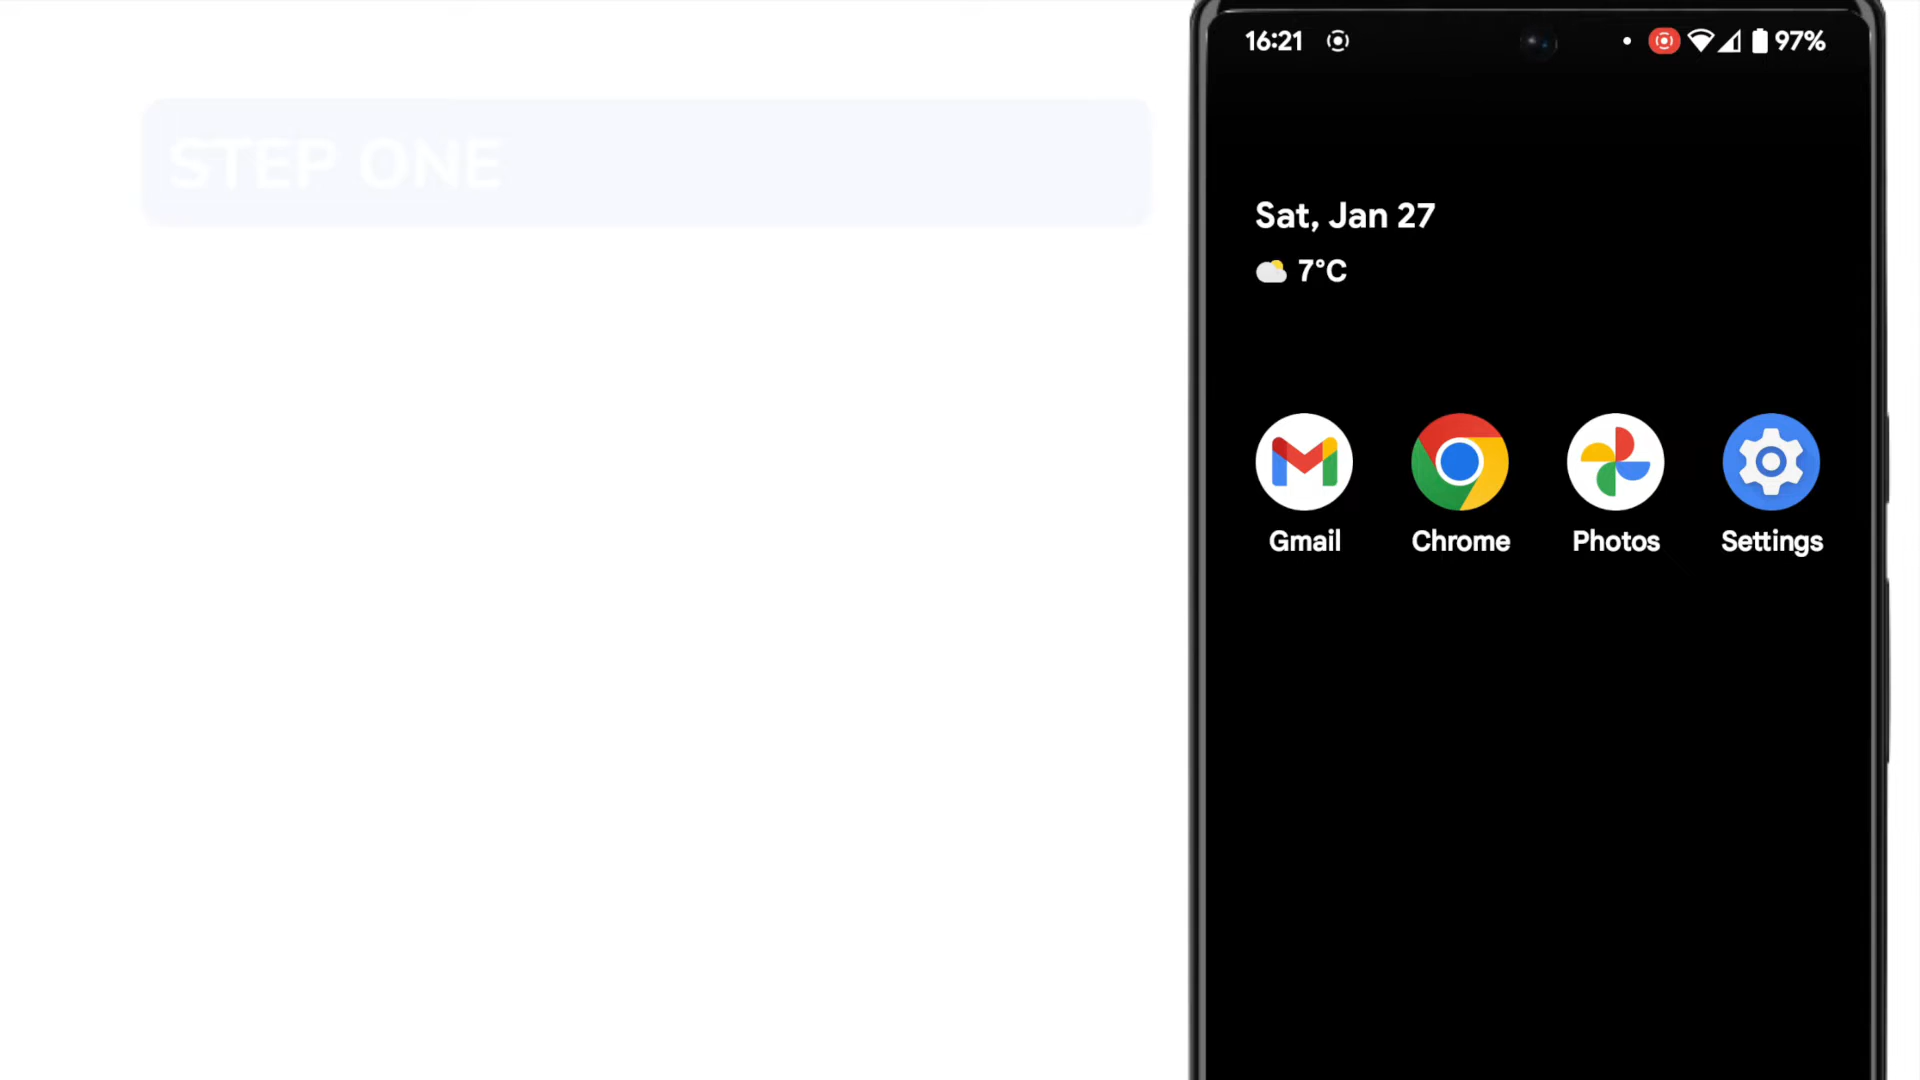 STEP ONE
16:21
97%
Sat, Jan 27
7°C
Gmail
Chrome
Photos
Settings